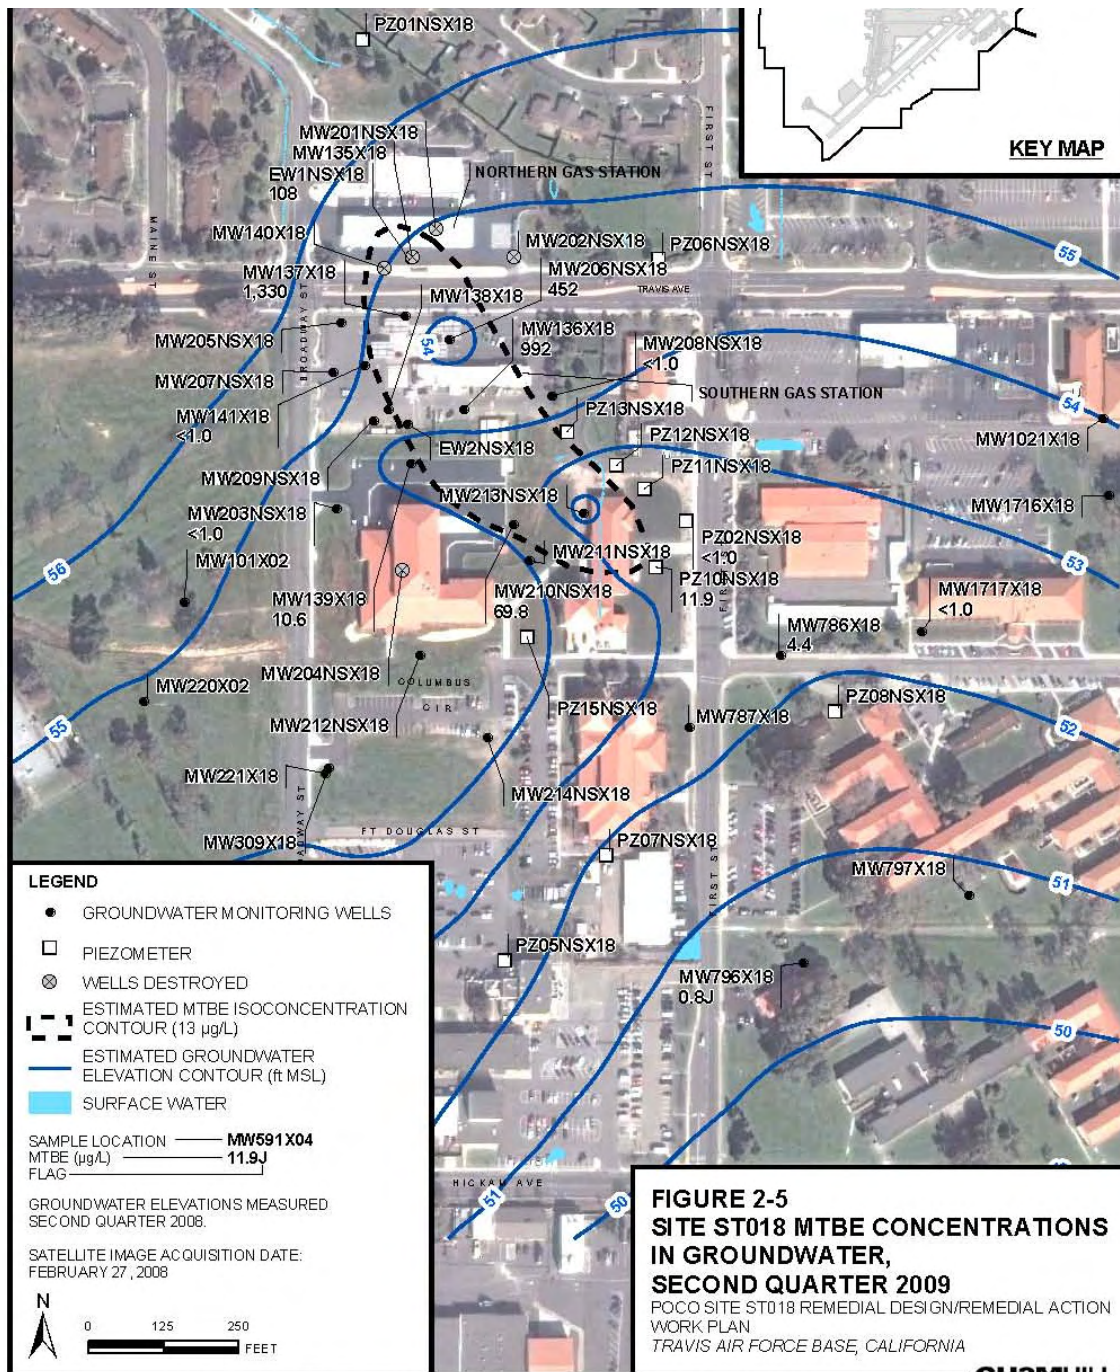 PZ01NSX18
KEY MAP
FIRST ST
MW201NSX18
MW135X18
EW1NSX18
108
NORTHERN GAS STATION
MAINE ST
MW140X18
MW202NSX18
PZ06NSX18
55
MW137X18
1,330
MW206NSX18
452
TRAVIS AVE
MW138X18
BROADWAY ST
MW205NSX18
54
MW136X18
992
MW208NSX18
<1.0
MW207NSX18
SOUTHERN GAS STATION
54
MW141X18
<1.0
PZ13NSX18
MW1021X18
EW2NSX18
PZ12NSX18
MW209NSX18
PZ11NSX18
MW213NSX18
MW1716X18
MW203NSX18
<1.0
PZ02NSX18
<1.0
MW211NSX18
53
56
MW101X02
PZ10NSX18
11.9
MW210NSX18
69.8
MW139X18
10.6
MW1717X18
<1.0
MW786X18
4.4
MW204NSX18
COLUMBUS
CIR
MW220X02
PZ15NSX18
PZ08NSX18
55
MW212NSX18
MW787X18
52
MW221X18
MW214NSX18
ADWAY ST
FT DOUGLAS ST
MW309X18
PZ07NSX18
FIRST ST
MW797X18
51
PZ05NSX18
MW796X18
0.8J
50
LEGEND
GROUNDWATER MONITORING WELLS
PIEZOMETER
WELLS DESTROYED
ESTIMATED MTBE ISOCONCENTRATION
CONTOUR (13 µg/L)
ESTIMATED GROUNDWATER
ELEVATION CONTOUR (ft MSL)
SURFACE WATER
SAMPLE LOCATION MW591X04
MTBE (µg/L) 11.9J
FLAG
GROUNDWATER ELEVATIONS MEASURED
SECOND QUARTER 2008.
SATELLITE IMAGE ACQUISITION DATE:
FEBRUARY 27, 2008
N
0 125 250
FEET
HICKAM AVE
51
50
FIGURE 2-5
SITE ST018 MTBE CONCENTRATIONS
IN GROUNDWATER,
SECOND QUARTER 2009
POCO SITE ST018 REMEDIAL DESIGN/REMEDIAL ACTION
WORK PLAN
TRAVIS AIR FORCE BASE, CALIFORNIA